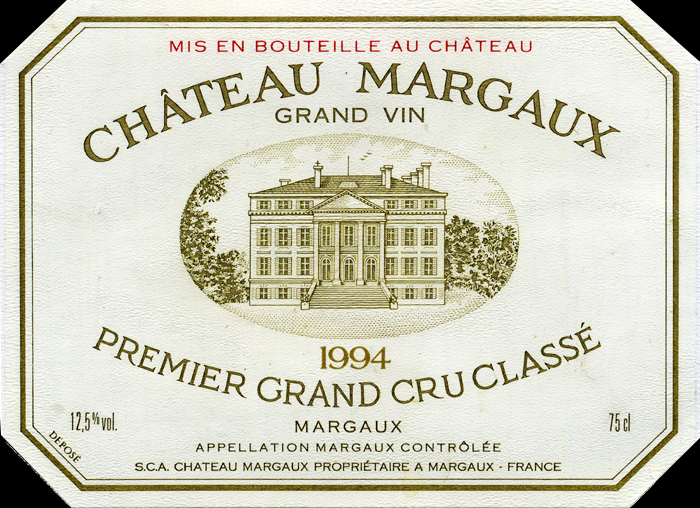 MIS EN BOUTEILLE AU CHÂTEAU
CHÂTEAU MARGAUX
GRAND VIN
1994
PREMIER GRAND CRU CLASSÉ
12,5% vol.
75 cl
MARGAUX
APPELLATION MARGAUX CONTRÔLÉE
DÉPOSÉ
S.C.A. CHATEAU MARGAUX PROPRIÉTAIRE A MARGAUX - FRANCE